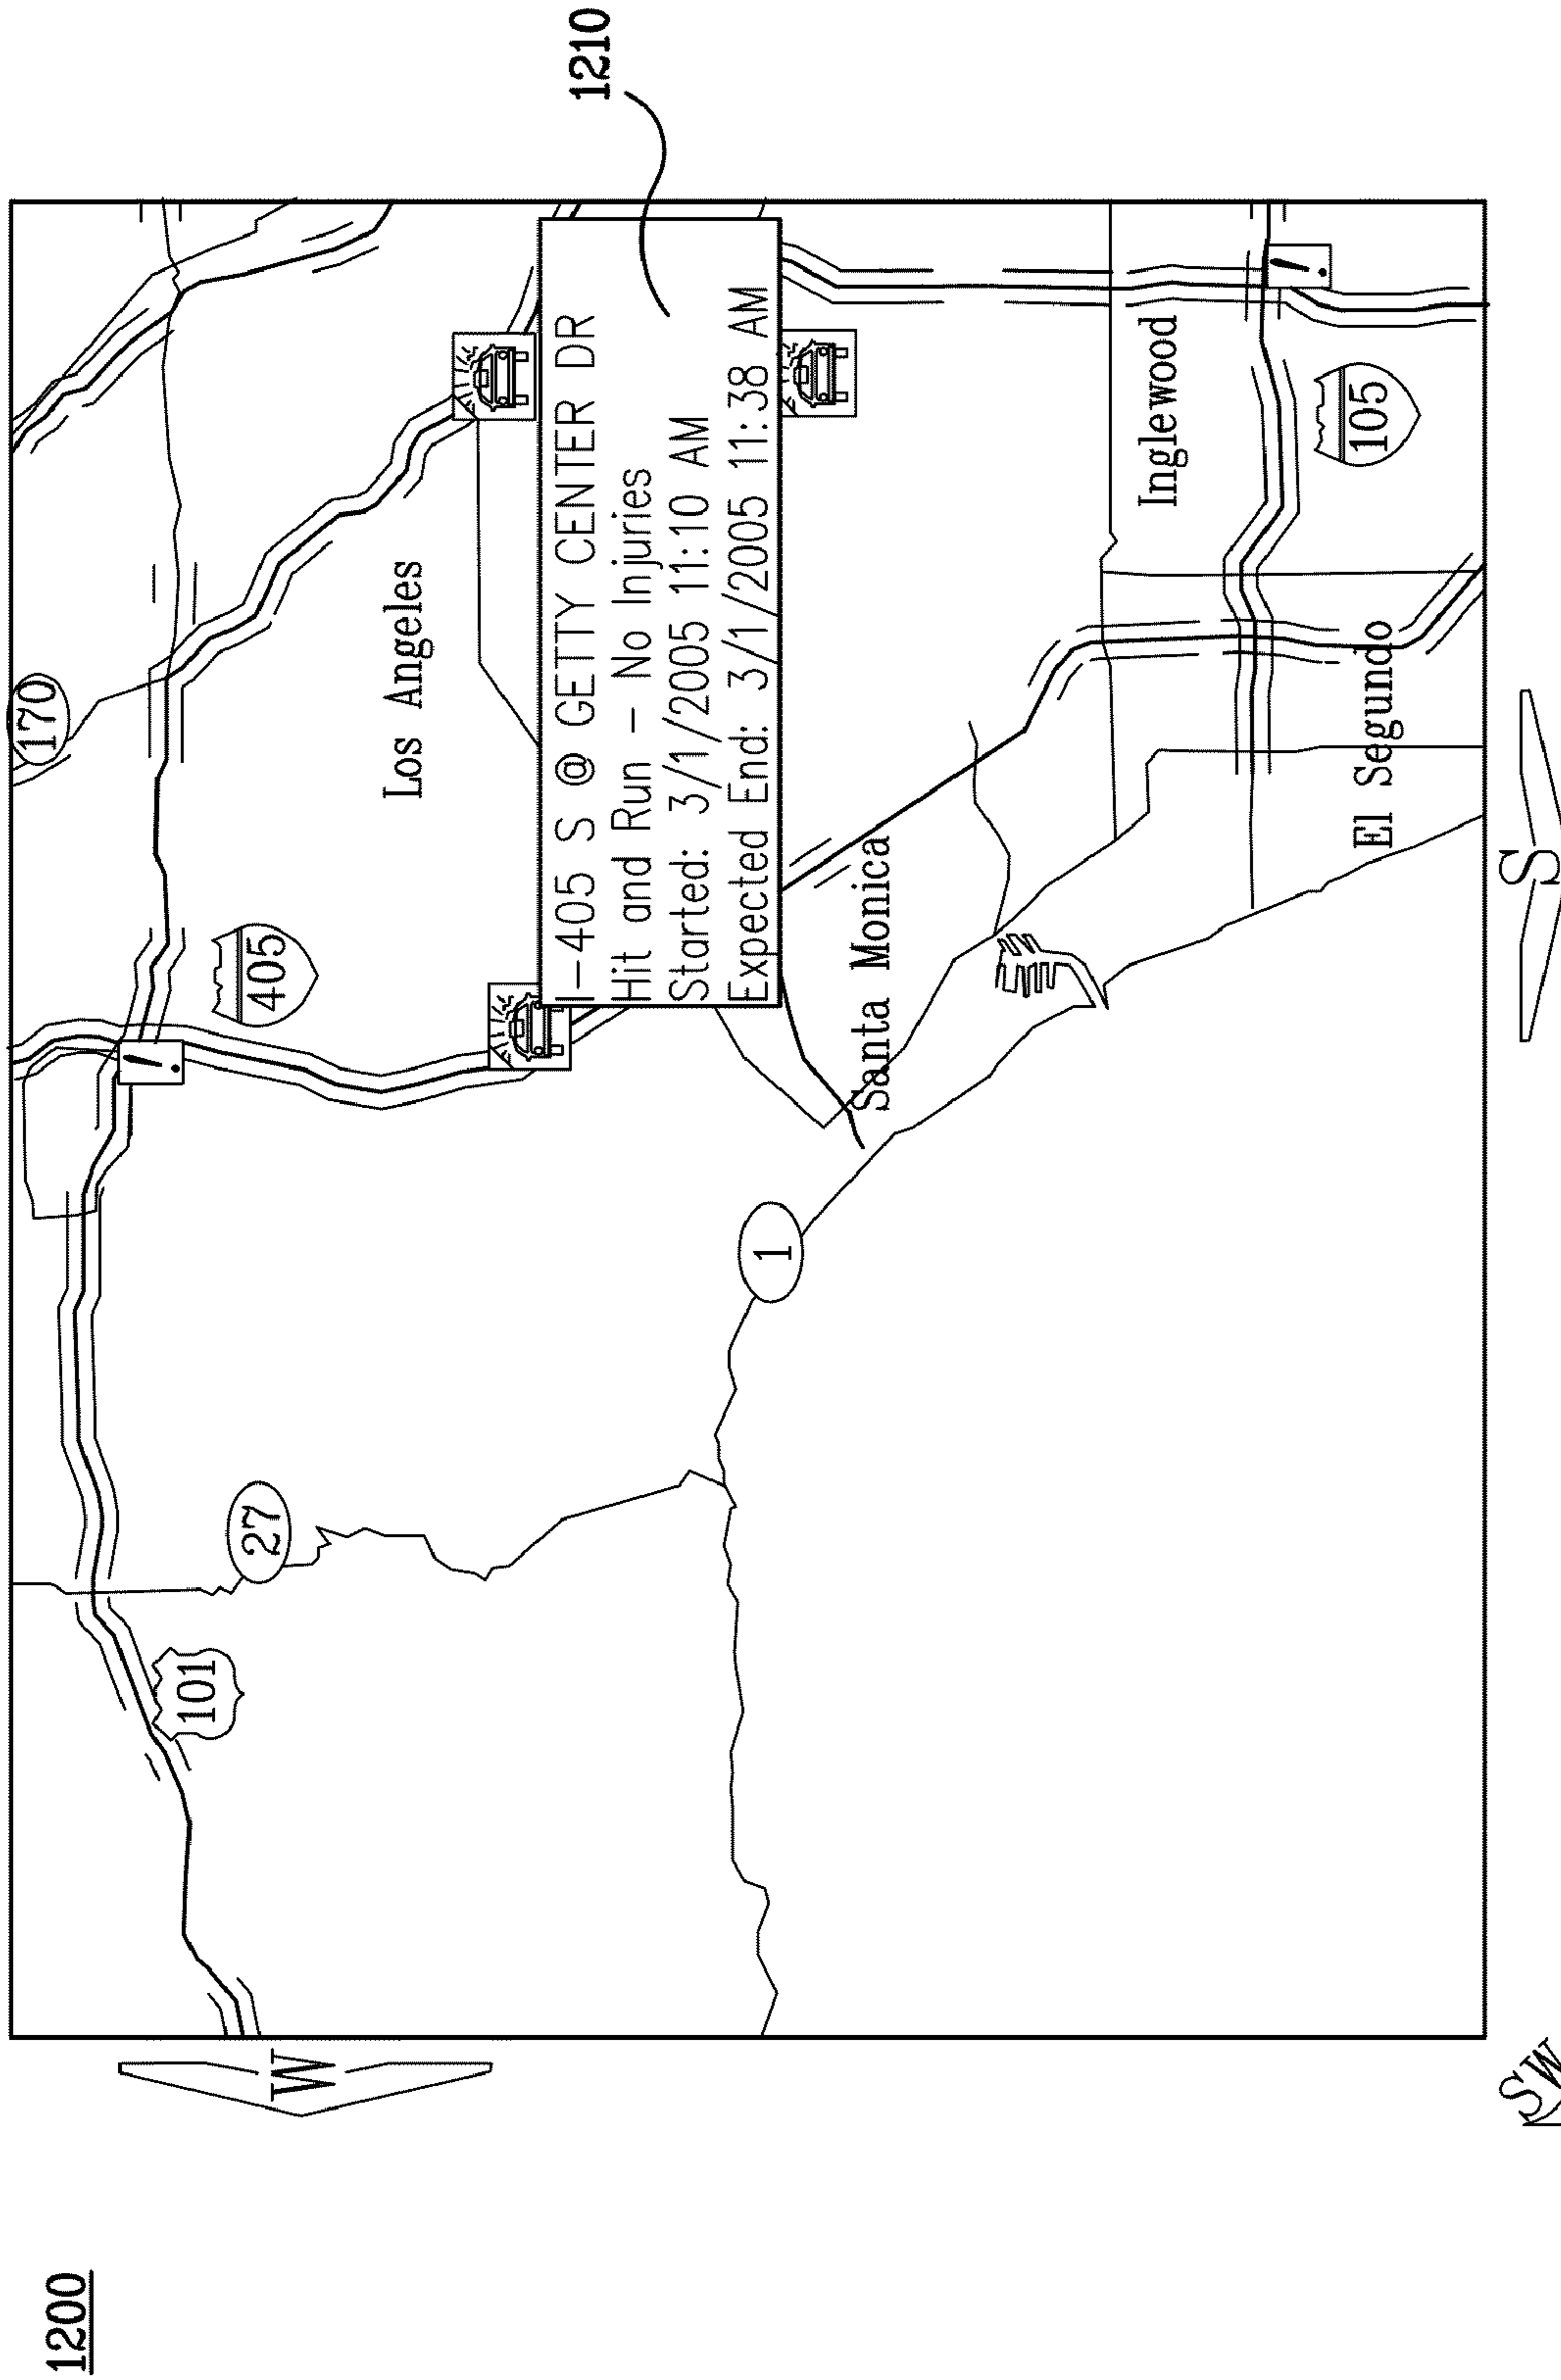 1200
170
405
101
27
Los Angeles
I-405 S @ GETTY CENTER DR
Hit and Run - No Injuries
Started: 3/1/2005 11:10 AM
Expected End: 3/1/2005 11:38 AM
1210
1
Santa Monica
Inglewood
105
El Segundo
W
S
SW